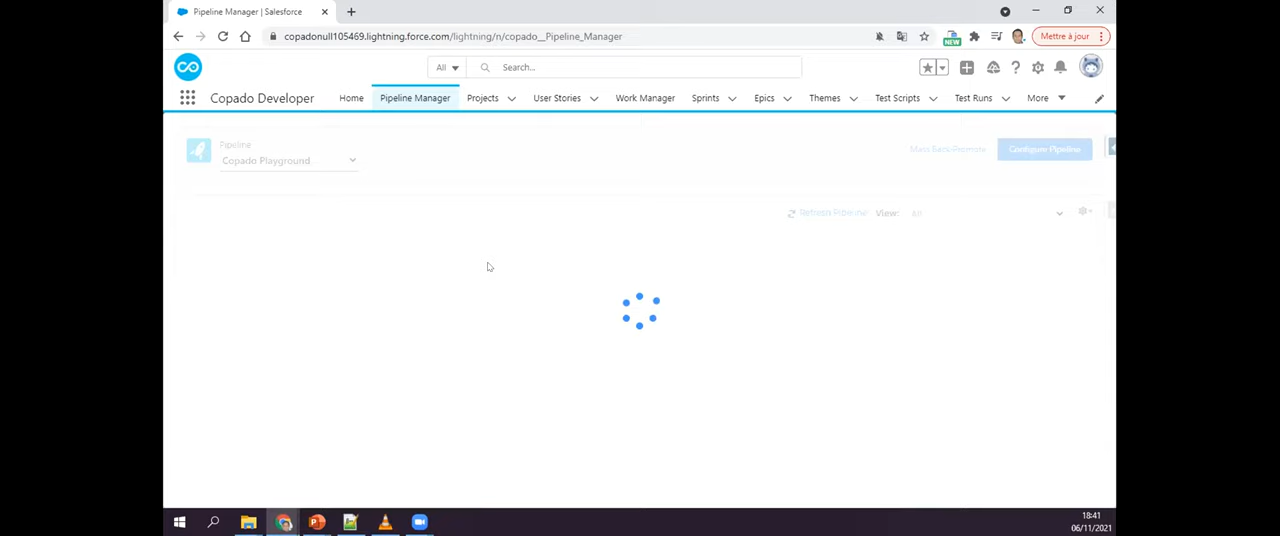 Pipeline Manager | Salesforce
copadonull105469.lightning.force.com/lightning/n/copado__Pipeline_Manager
NEW
Mettre à jour
All
Search...
Copado Developer
Home
Pipeline Manager
Projects
User Stories
Work Manager
Sprints
Epics
Themes
Test Scripts
Test Runs
More
Pipeline
Copado Playground
Mass Back-Promote
Configure Pipeline
Refresh Pipeline
View:
All
18:41
06/11/2021